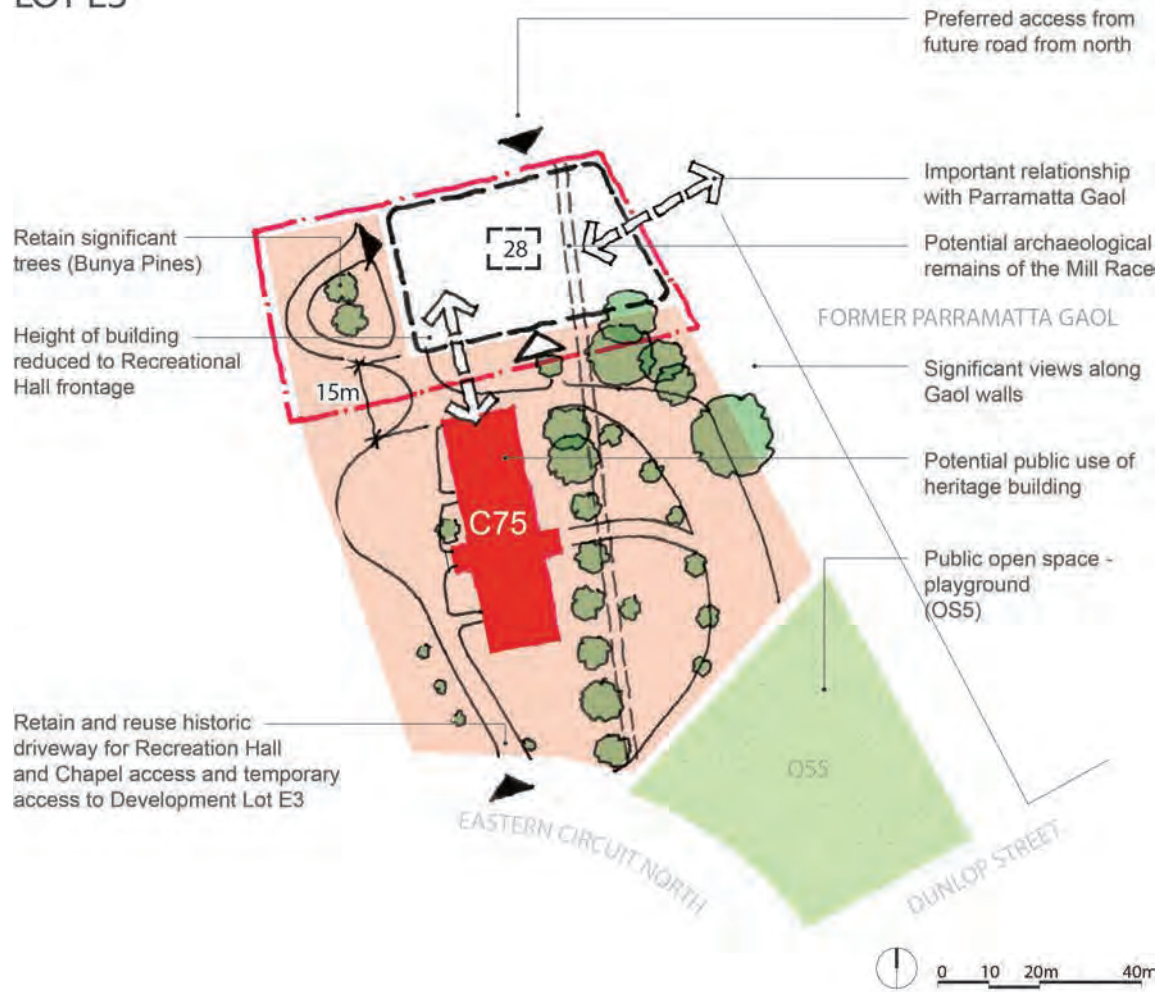 Preferred access from
future road from north
Important relationship
with Parramatta Gaol
Retain significant
trees (Bunya Pines)
28
Potential archaeological
remains of the Mill Race
FORMER PARRAMATTA GAOL
Height of building
reduced to Recreational
Hall frontage
15m
Significant views along
Gaol walls
Potential public use of
heritage building
C75
Public open space -
playground
(OS5)
Retain and reuse historic
driveway for Recreation Hall
and Chapel access and temporary
access to Development Lot E3
OS5
EASTERN CIRCUIT NORTH
DUNLOP STREET
0 10 20m 40m